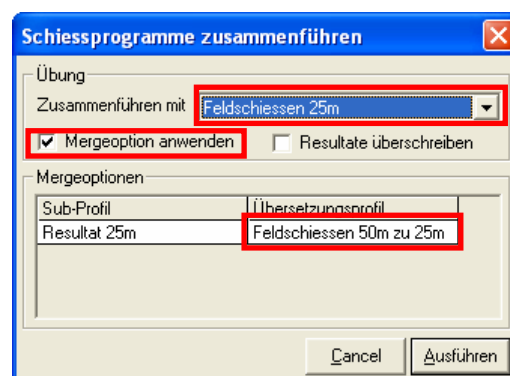 Schiessprogramme zusammenführen
Übung
Zusammenführen mit Feldschiessen 25m
Mergeoption anwenden Resultate überschreiben
Mergeoptionen
Sub-Profil Übersetzungsprofil
Resultat 25m Feldschiessen 50m zu 25m
Cancel Ausführen